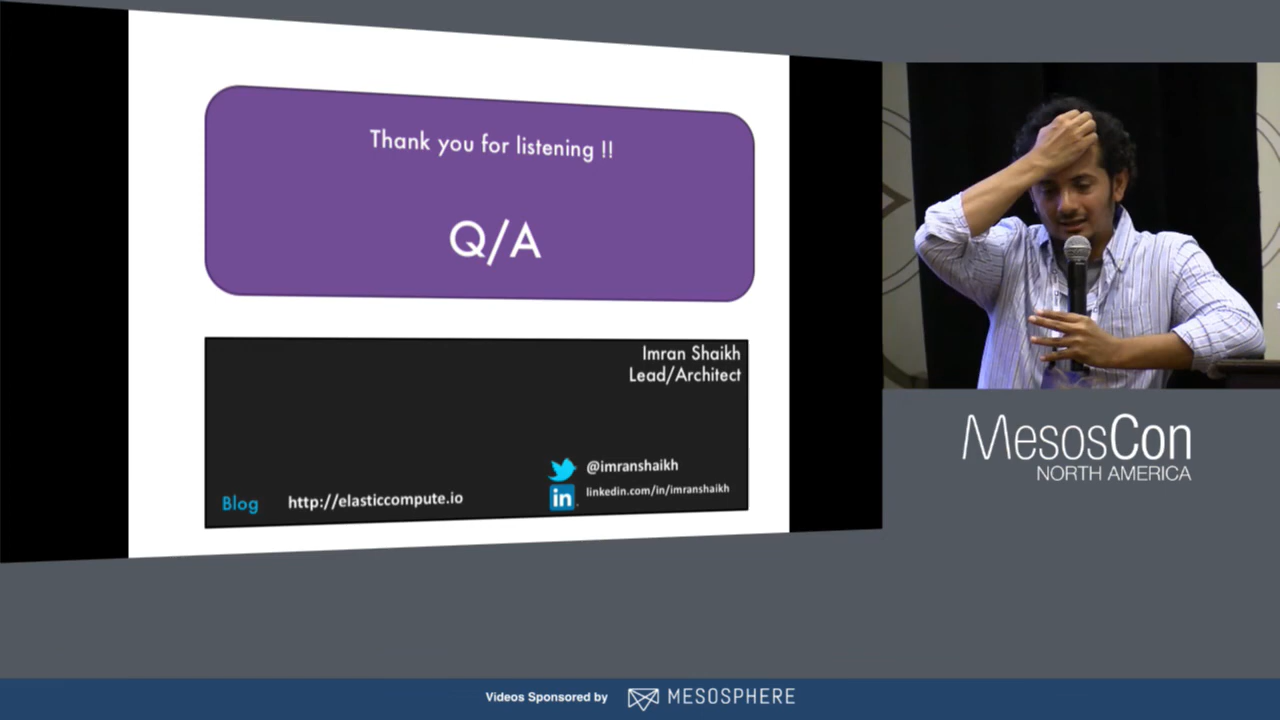 Thank you for listening !!
Q/A
Imran Shaikh
Lead/Architect
@imranshaikh
linkedin.com/in/imranshaikh
Blog http://elasticcompute.io
MesosCon
NORTH AMERICA
Videos Sponsored by MESOSPHERE